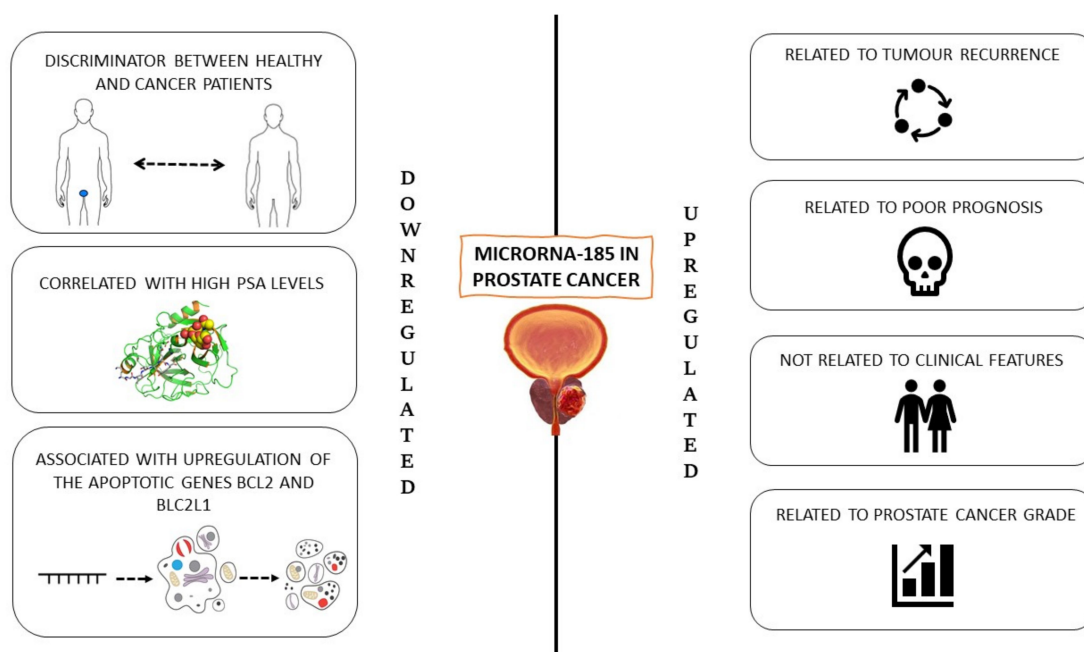 DISCRIMINATOR BETWEEN HEALTHY
AND CANCER PATIENTS
CORRELATED WITH HIGH PSA LEVELS
ASSOCIATED WITH UPREGULATION OF
THE APOPTOTIC GENES BCL2 AND
BLC2L1
DOWNREGULATED
MICRORNA-185 IN
PROSTATE CANCER
UPREGULATED
RELATED TO TUMOUR RECURRENCE
RELATED TO POOR PROGNOSIS
NOT RELATED TO CLINICAL FEATURES
RELATED TO PROSTATE CANCER GRADE